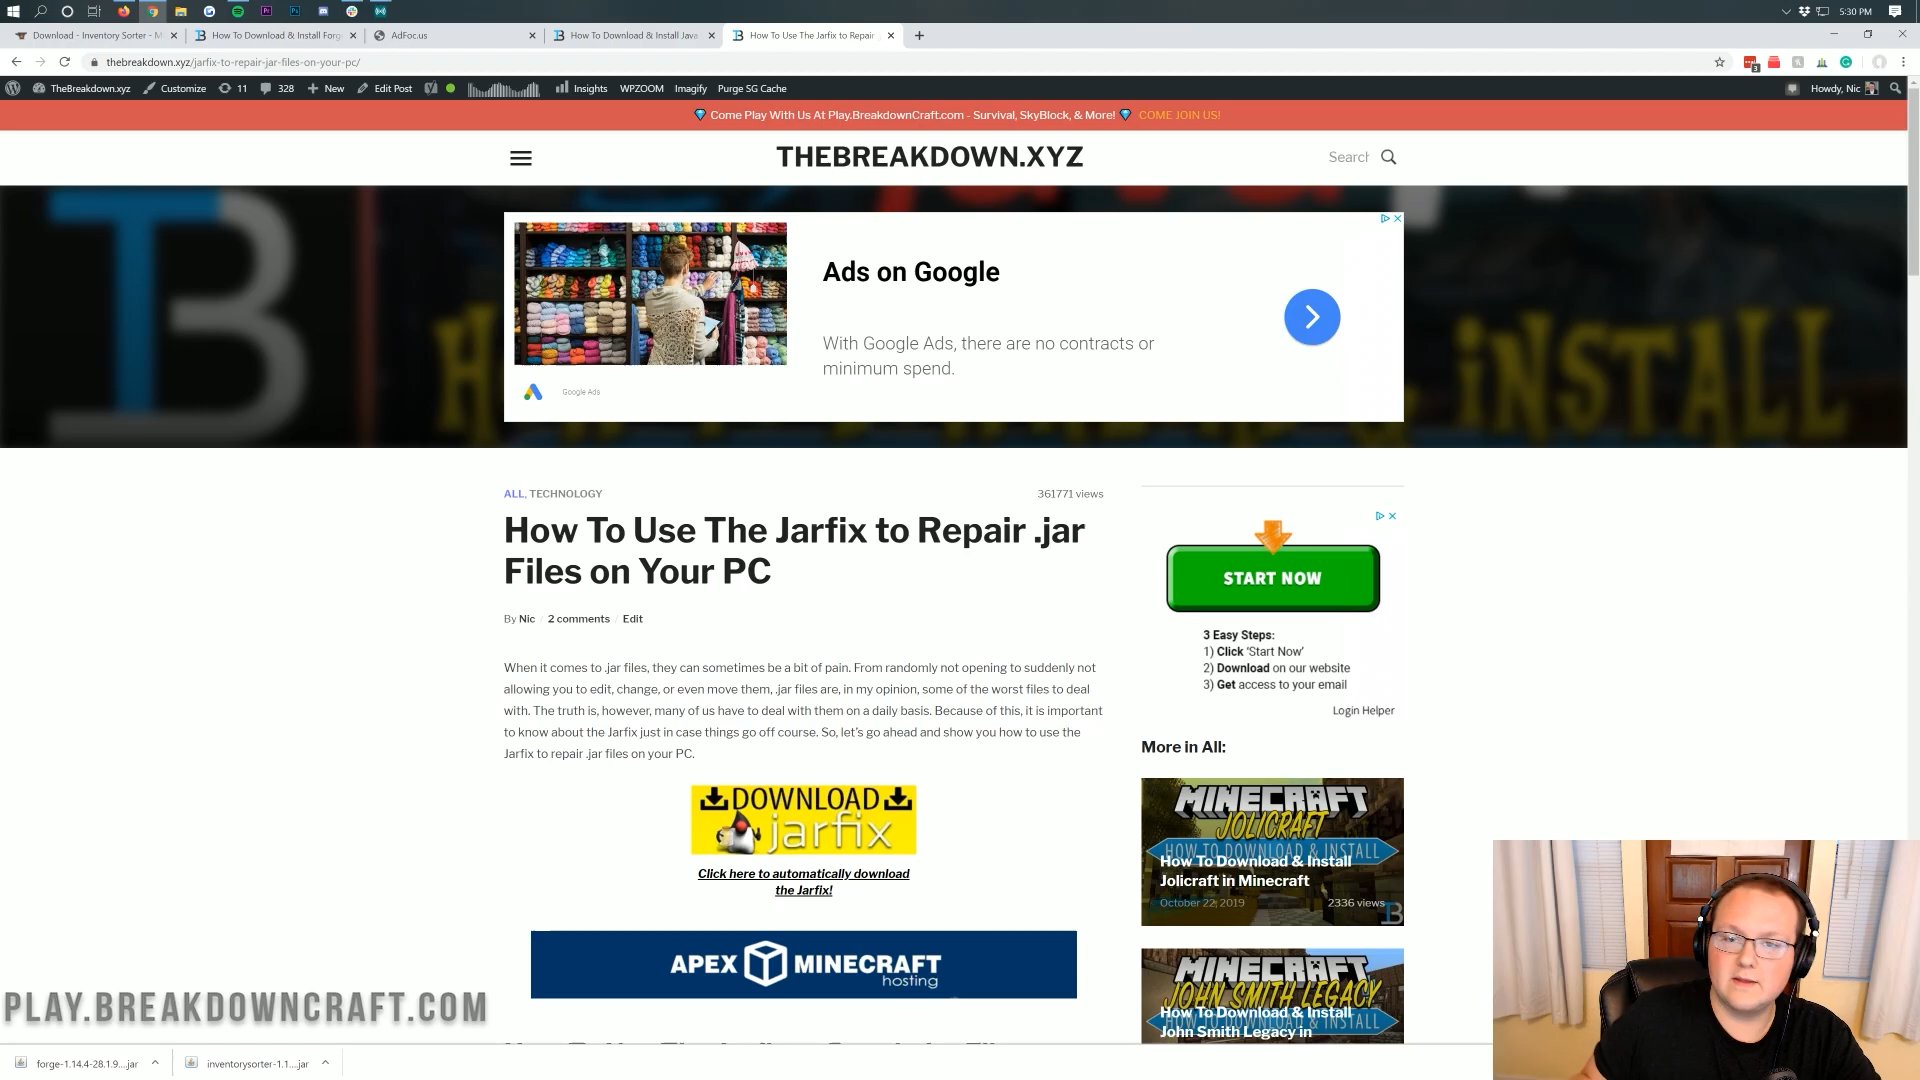 5:30 PM
Download - Inventory Sorter - M
How To Download & Install Forg
AdFoc.us
How To Download & Install Java
How To Use The Jarfix to Repair
thebreakdown.xyz/jarfix-to-repair-jar-files-on-your-pc/
3
TheBreakdown.xyz Customize 11 328 New Edit Post Insights WPZOOM Imagify Purge SG Cache Howdy, Nic
Come Play With Us At Play.BreakdownCraft.com - Survival, SkyBlock, & More! COME JOIN US!
THEBREAKDOWN.XYZ
Search
B
INSTALL
Ads on Google
With Google Ads, there are no contracts or
minimum spend.
Google Ads
ALL, TECHNOLOGY
361771 views
How To Use The Jarfix to Repair .jar
Files on Your PC
By Nic / 2 comments / Edit
When it comes to .jar files, they can sometimes be a bit of pain. From randomly not opening to suddenly not
allowing you to edit, change, or even move them, .jar files are, in my opinion, some of the worst files to deal
with. The truth is, however, many of us have to deal with them on a daily basis. Because of this, it is important
to know about the Jarfix just in case things go off course. So, let's go ahead and show you how to use the
Jarfix to repair .jar files on your PC.
DOWNLOAD
jarfix
Click here to automatically download
the Jarfix!
APEX MINECRAFT
hosting
START NOW
3 Easy Steps:
1) Click 'Start Now'
2) Download on our website
3) Get access to your email
Login Helper
More in All:
MINECRAFT
JOLICRAFT
HOW TO DOWNLOAD & INSTALL
How To Download & Install
Jolicraft in Minecraft
October 22, 2019
2336 views
MINECRAFT
JOHN SMITH LEGACY
HOW TO DOWNLOAD & INSTALL
How To Download & Install
John Smith Legacy in
PLAY.BREAKDOWNCRAFT.COM
forge-1.14.4-28.1.9....jar
inventorysorter-1.1....jar